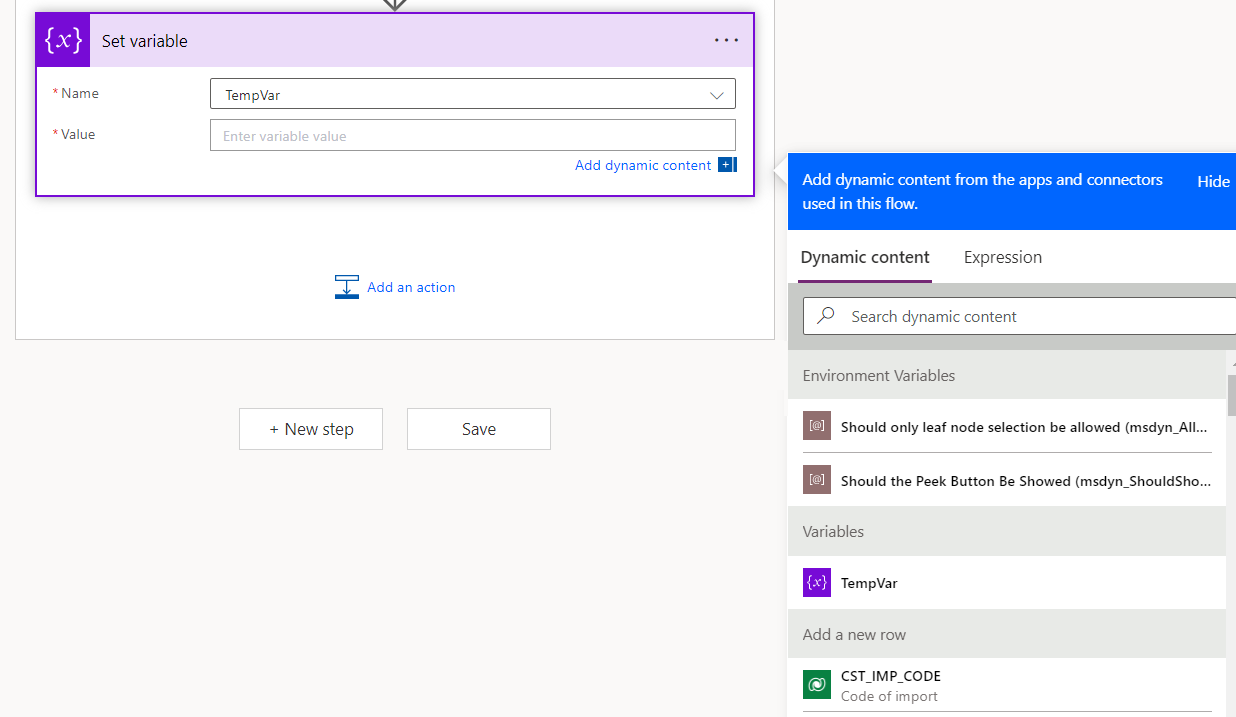 {x} Set variable ...
* Name
TempVar
* Value
Enter variable value
Add dynamic content
Add an action
+ New step
Save
Add dynamic content from the apps and connectors
used in this flow.
Hide
Dynamic content
Expression
Search dynamic content
Environment Variables
[@] Should only leaf node selection be allowed (msdyn_All...
[@] Should the Peek Button Be Showed (msdyn_ShouldSho...
Variables
{x} TempVar
Add a new row
CST_IMP_CODE
Code of import